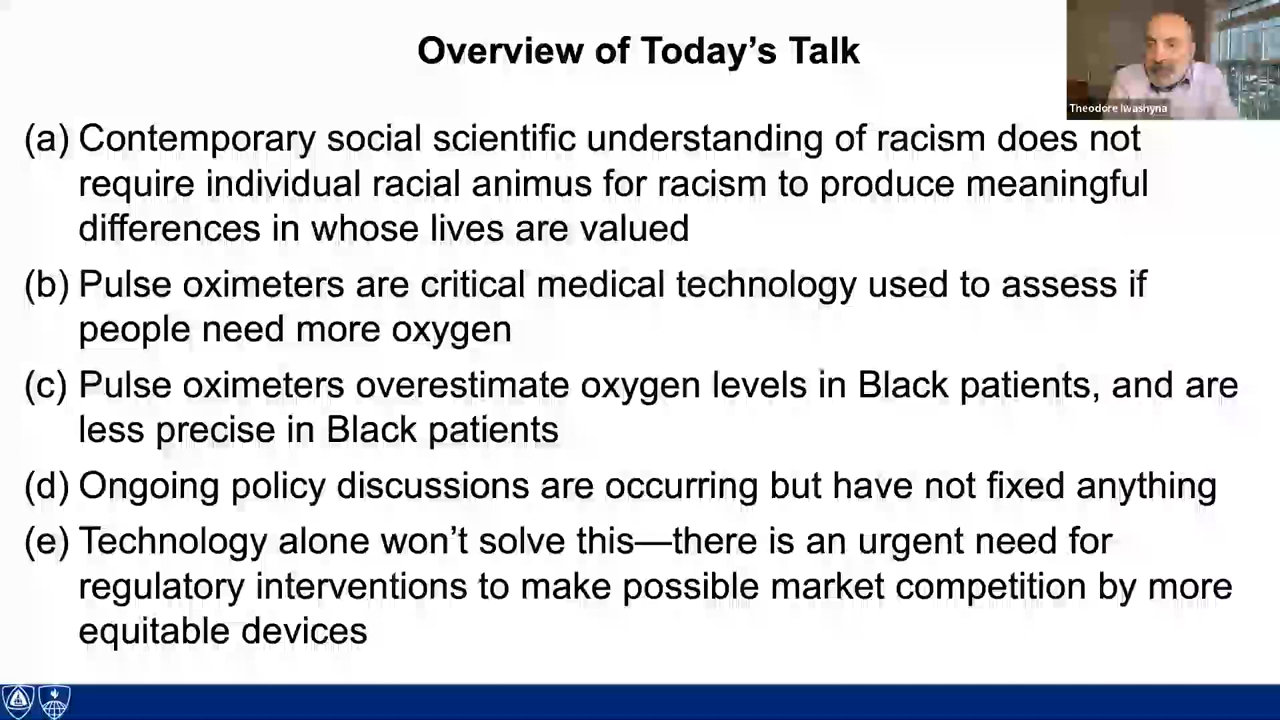 Overview of Today’s Talk
Theodore Iwashyna
(a) Contemporary social scientific understanding of racism does not
require individual racial animus for racism to produce meaningful
differences in whose lives are valued
(b) Pulse oximeters are critical medical technology used to assess if
people need more oxygen
(c) Pulse oximeters overestimate oxygen levels in Black patients, and are
less precise in Black patients
(d) Ongoing policy discussions are occurring but have not fixed anything
(e) Technology alone won’t solve this—there is an urgent need for
regulatory interventions to make possible market competition by more
equitable devices